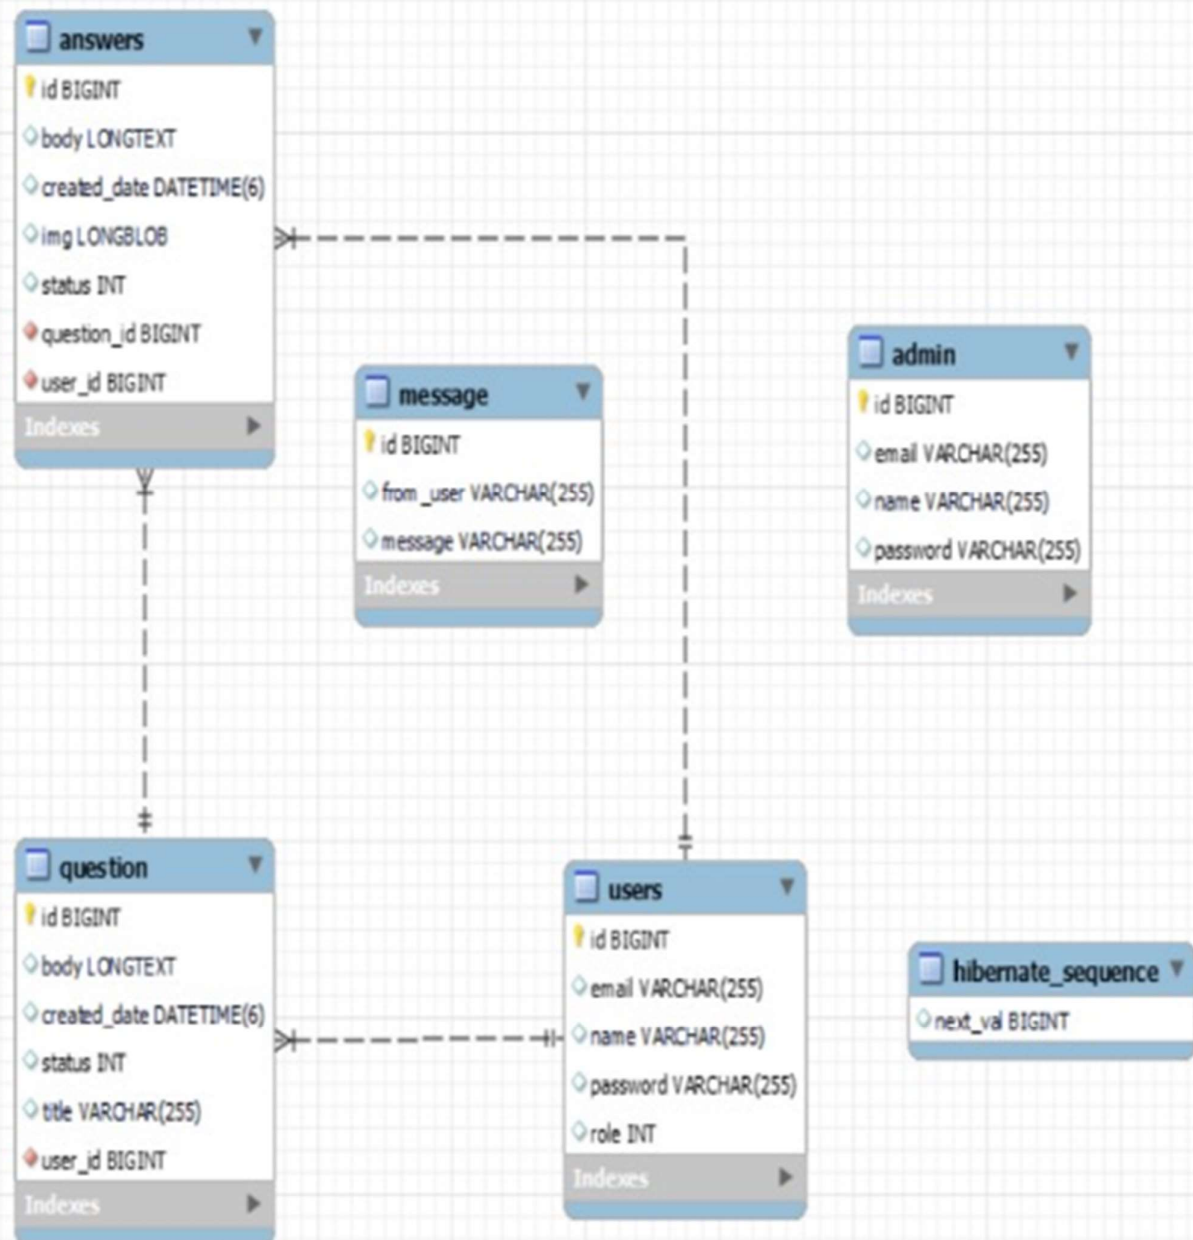 answers
id BIGINT
body LONGTEXT
created_date DATETIME(6)
img LONGBLOB
status INT
question_id BIGINT
user_id BIGINT
Indexes
message
id BIGINT
from_user VARCHAR(255)
message VARCHAR(255)
Indexes
admin
id BIGINT
email VARCHAR(255)
name VARCHAR(255)
password VARCHAR(255)
Indexes
question
id BIGINT
body LONGTEXT
created_date DATETIME(6)
status INT
title VARCHAR(255)
user_id BIGINT
Indexes
users
id BIGINT
email VARCHAR(255)
name VARCHAR(255)
password VARCHAR(255)
role INT
Indexes
hibernate_sequence
next_val BIGINT